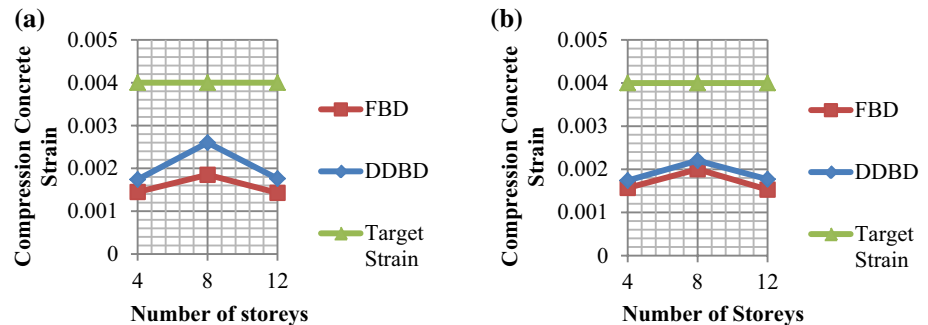 (a)
Compression Concrete
Strain
0.005
0.004
0.003
0.002
0.001
0
4
8
12
Number of storeys
FBD
DDBD
Target
Strain
(b)
Compression Concrete
Strain
0.005
0.004
0.003
0.002
0.001
0
4
8
12
Number of Storeys
FBD
DDBD
Target
Strain